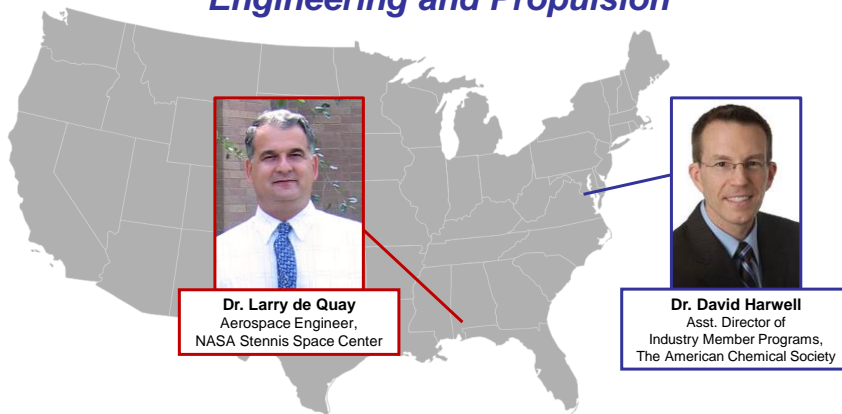 Engineering and Propulsion
Dr. Larry de Quay
Aerospace Engineer,
NASA Stennis Space Center
Dr. David Harwell
Asst. Director of
Industry Member Programs,
The American Chemical Society